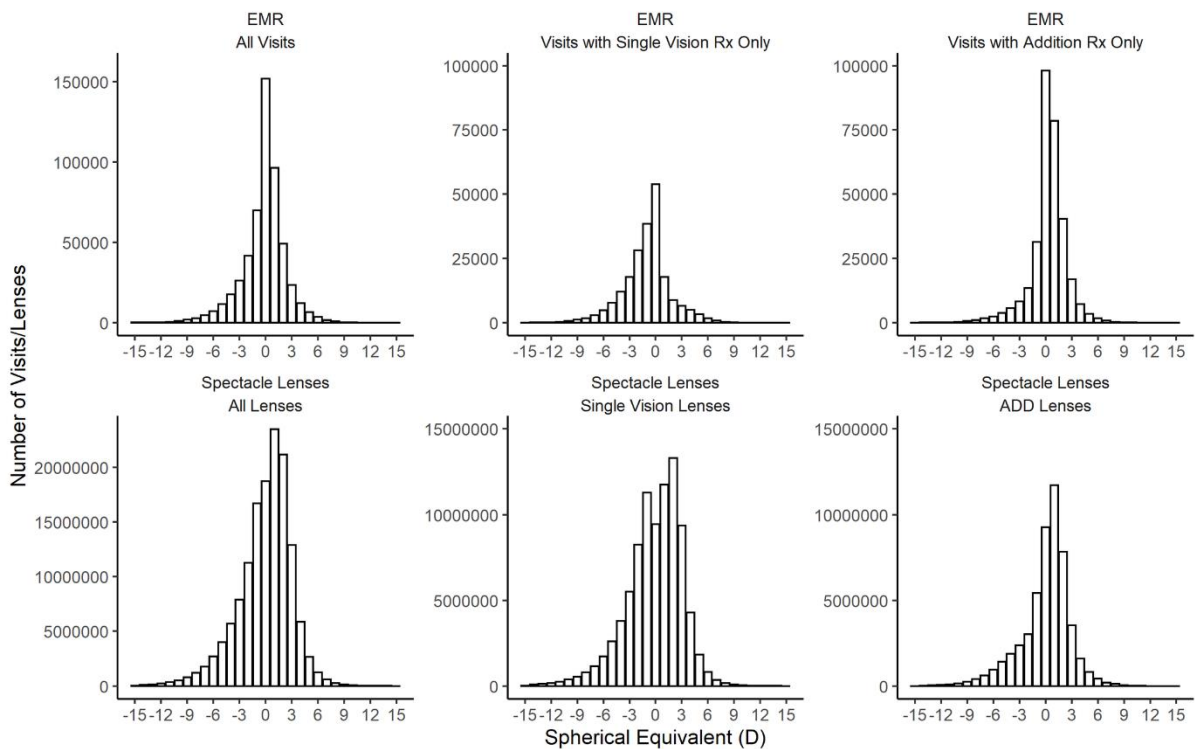 EMR
All Visits
150000
100000
50000
0
-15 -12 -9 -6 -3 0 3 6 9 12 15
EMR
Visits with Single Vision Rx Only
100000
75000
50000
25000
0
-15 -12 -9 -6 -3 0 3 6 9 12 15
EMR
Visits with Addition Rx Only
100000
75000
50000
25000
0
-15 -12 -9 -6 -3 0 3 6 9 12 15
Number of Visits/Lenses
Spectacle Lenses
All Lenses
20000000
15000000
10000000
5000000
0
-15 -12 -9 -6 -3 0 3 6 9 12 15
Spectacle Lenses
Single Vision Lenses
15000000
10000000
5000000
0
-15 -12 -9 -6 -3 0 3 6 9 12 15
Spectacle Lenses
ADD Lenses
15000000
10000000
5000000
0
-15 -12 -9 -6 -3 0 3 6 9 12 15
Spherical Equivalent (D)